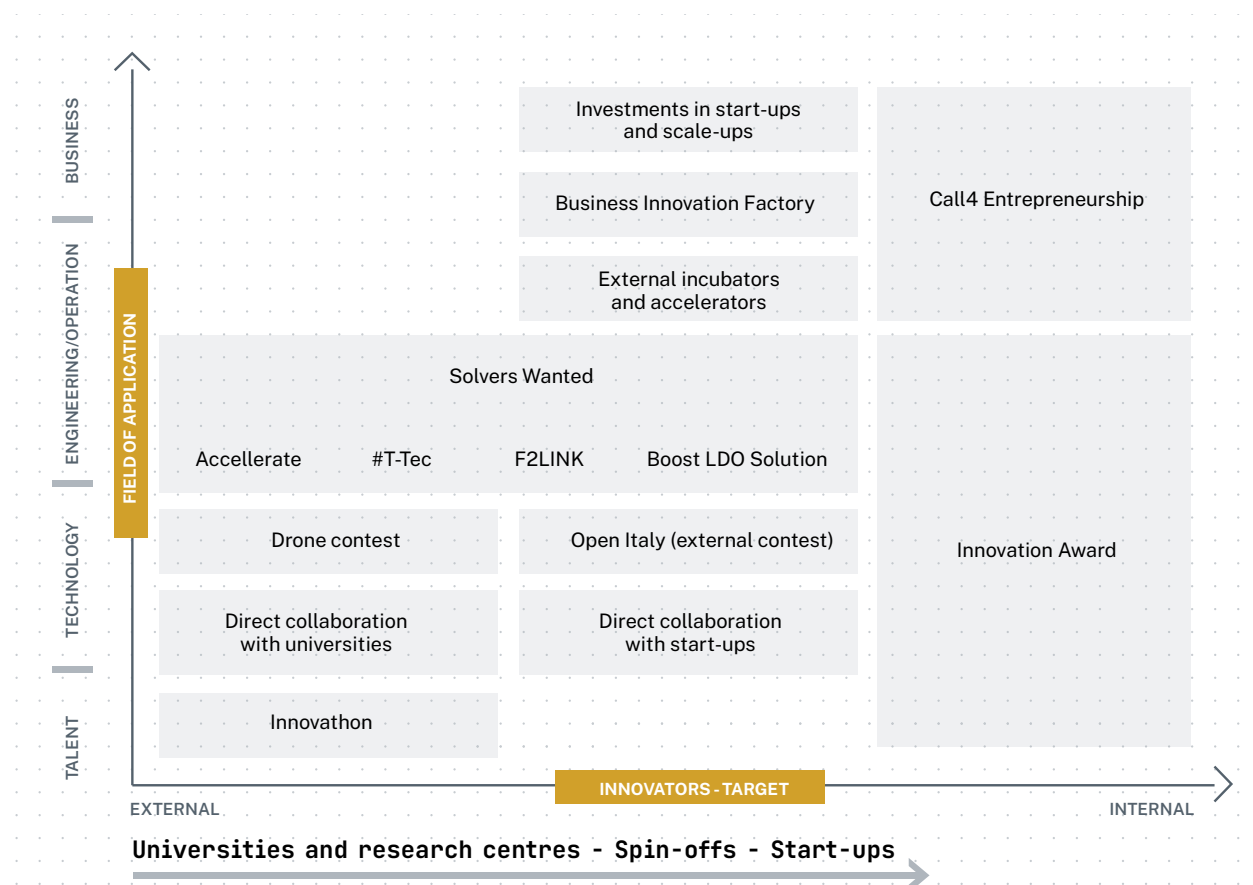 BUSINESS
ENGINEERING/OPERATION
TECHNOLOGY
TALENT
FIELD OF APPLICATION
Investments in start-ups
and scale-ups
Business Innovation Factory
External incubators
and accelerators
Call4 Entrepreneurship
Solvers Wanted
Accellerate #T-Tec F2LINK Boost LDO Solution
Drone contest
Open Italy (external contest)
Direct collaboration
with universities
Direct collaboration
with start-ups
Innovathon
Innovation Award
INNOVATORS - TARGET
EXTERNAL
INTERNAL
Universities and research centres - Spin-offs - Start-ups